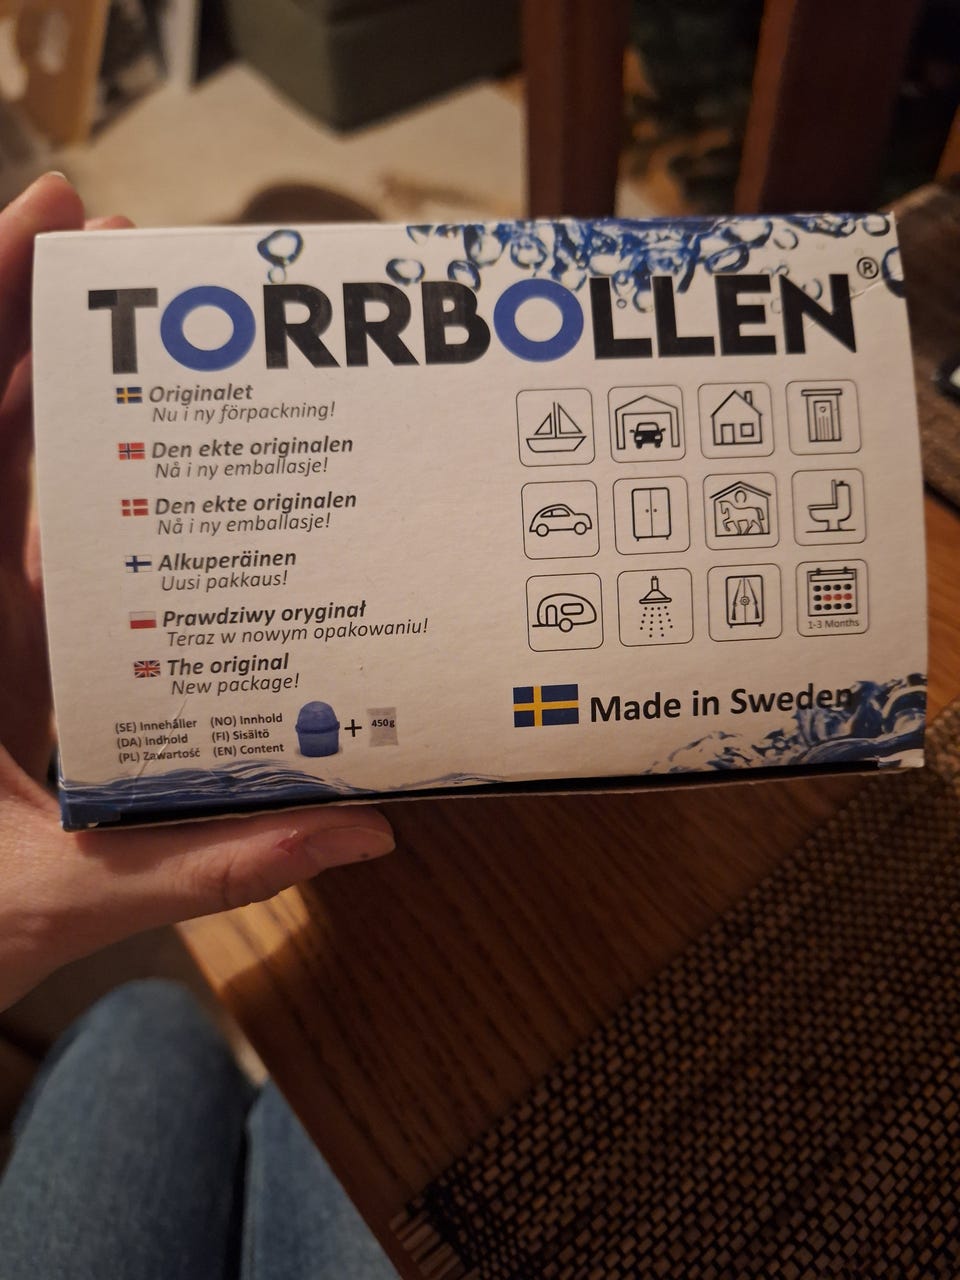 TORRBOLLEN®
Originalet
Nu i ny förpackning!
Den ekte originalen
Nå i ny emballasje!
Den ekte originalen
Nå i ny emballasje!
Alkuperäinen
Uusi pakkaus!
Prawdziwy oryginał
Teraz w nowym opakowaniu!
The original
New package!
(SE) Innehåller (NO) Innhold
(DA) Indhold (FI) Sisältö
(PL) Zawartość (EN) Content
+ 450g
1-3 Months
Made in Sweden